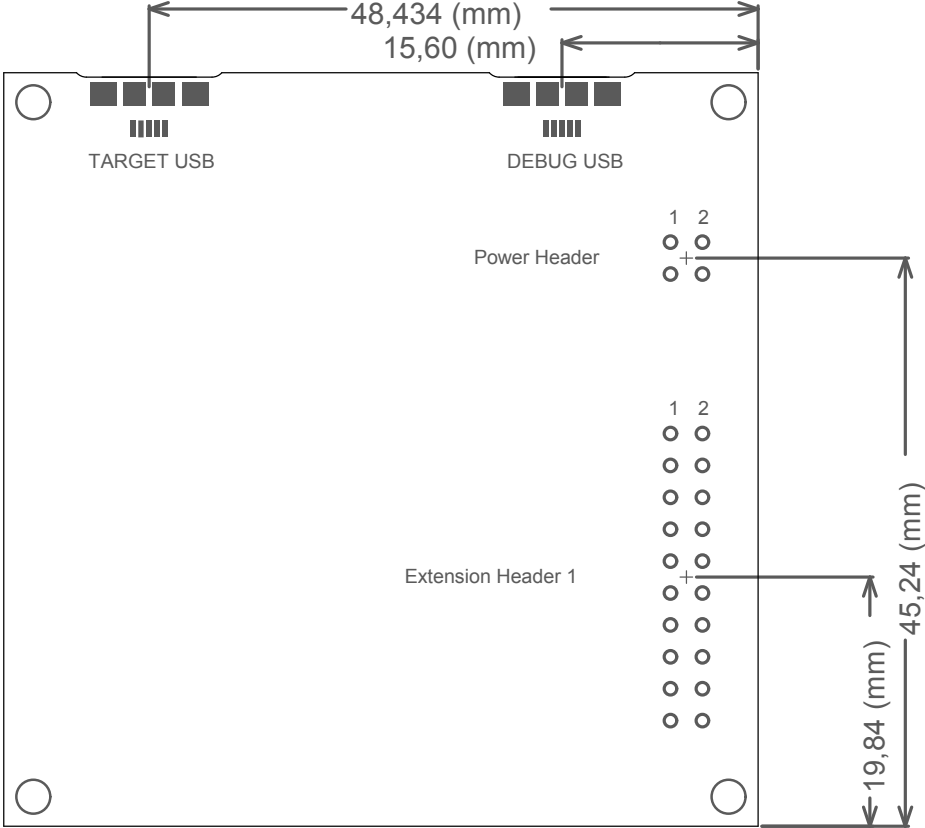 48,434 (mm)
15,60 (mm)
TARGET USB
DEBUG USB
1 2
Power Header
1 2
Extension Header 1
45,24 (mm)
19,84 (mm)